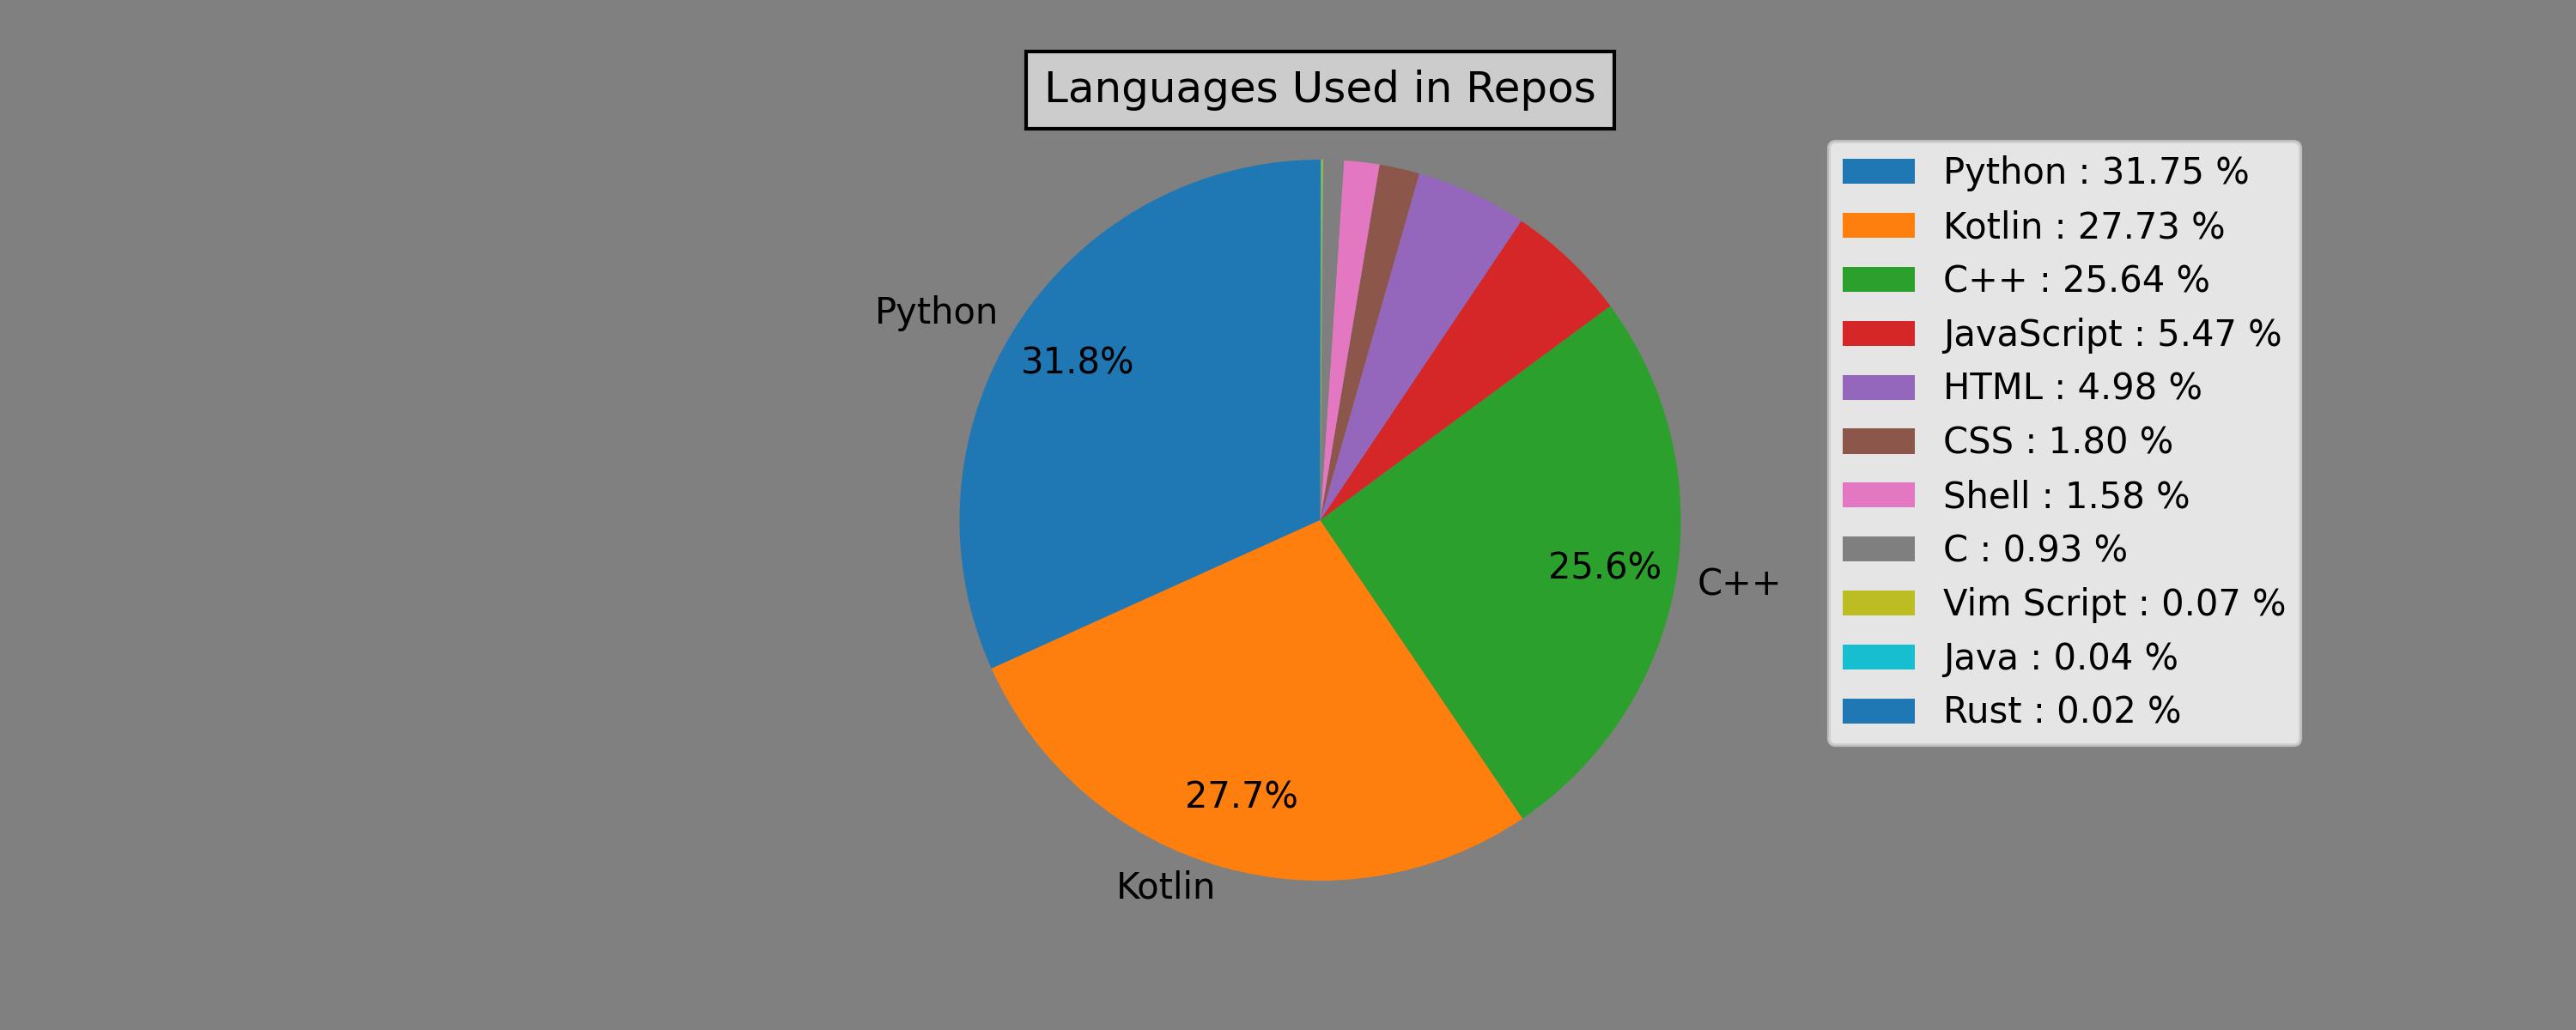 Languages Used in Repos
Python
31.8%
27.7%
Kotlin
25.6%
C++
Python : 31.75 %
Kotlin : 27.73 %
C++ : 25.64 %
JavaScript : 5.47 %
HTML : 4.98 %
CSS : 1.80 %
Shell : 1.58 %
C : 0.93 %
Vim Script : 0.07 %
Java : 0.04 %
Rust : 0.02 %